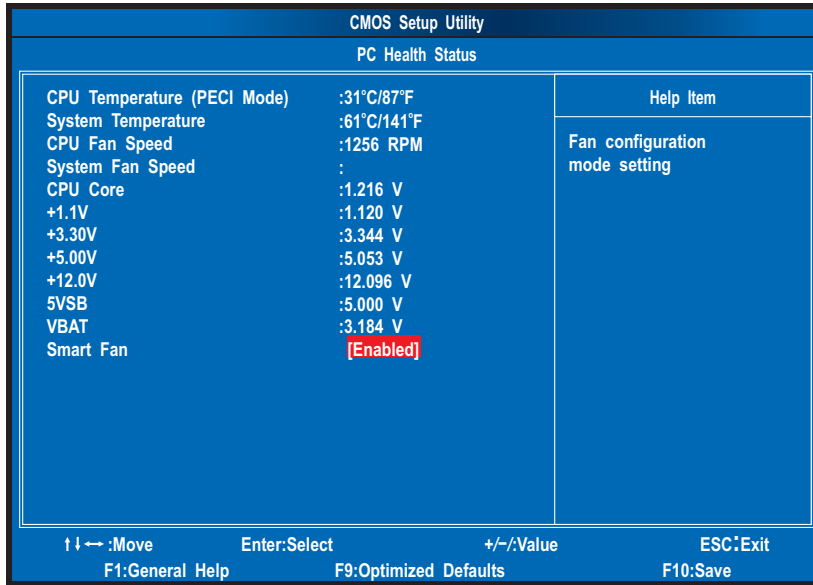 CMOS Setup Utility
PC Health Status
CPU Temperature (PECI Mode) :31°C/87°F
System Temperature :61°C/141°F
CPU Fan Speed :1256 RPM
System Fan Speed :
CPU Core :1.216 V
+1.1V :1.120 V
+3.30V :3.344 V
+5.00V :5.053 V
+12.0V :12.096 V
5VSB :5.000 V
VBAT :3.184 V
Smart Fan [Enabled]
Help Item
Fan configuration
mode setting
↑↓↔ :Move Enter:Select +/−/:Value ESC:Exit
F1:General Help F9:Optimized Defaults F10:Save